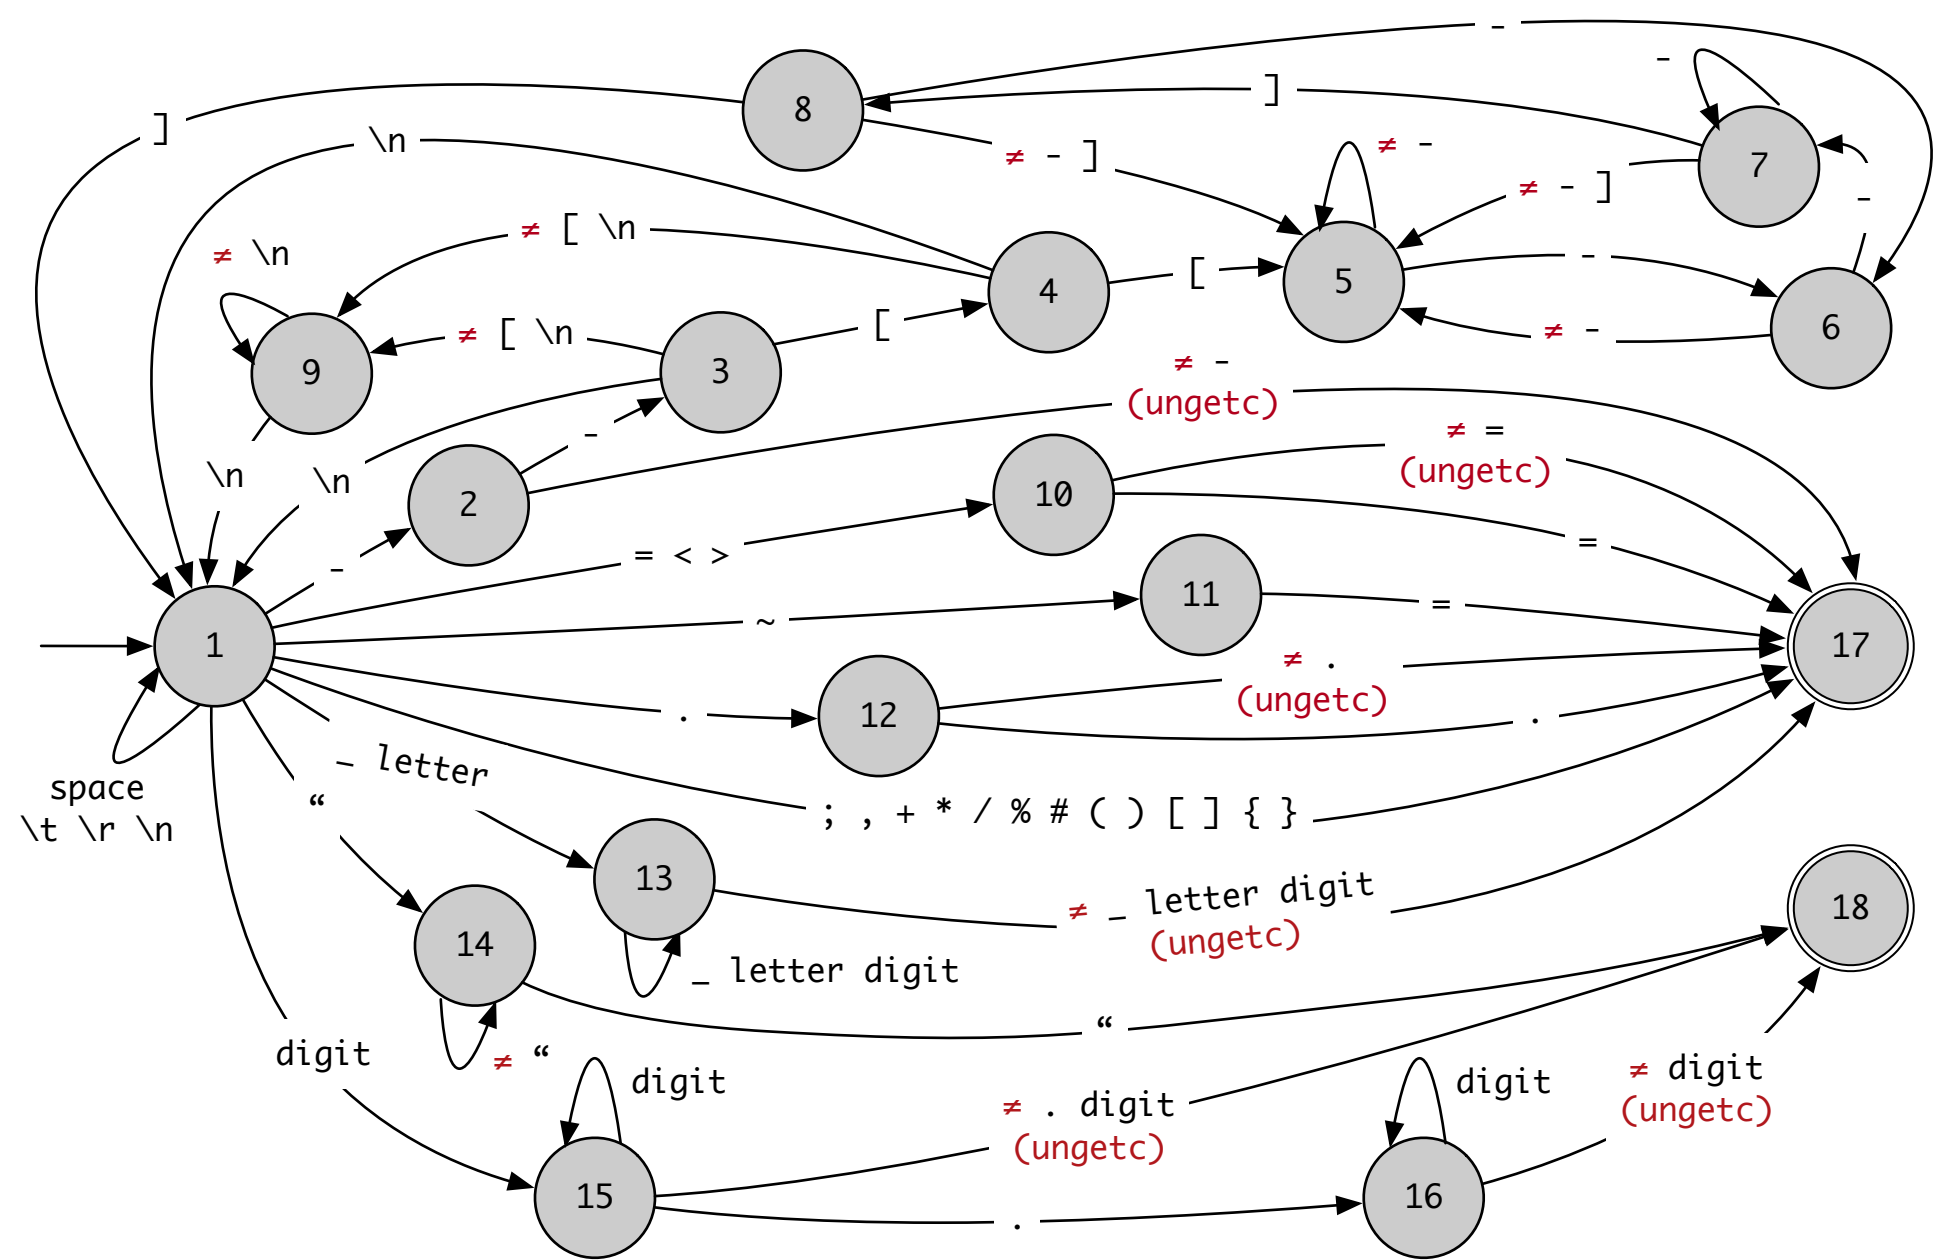 -
8
-
]
7
]
\n
≠ - ]
≠ -
≠ - ]
-
≠ \n
≠ [ \n
4
[
5
-
6
9
≠ [ \n
3
[
≠ -
≠ -
(ungetc)
\n
\n
2
-
10
≠ =
(ungetc)
-
= < >
=
1
~
11
=
17
.
12
≠ .
(ungetc)
.
space
\t \r \n
“
_ letter
; , + * / % # ( ) [ ] { }
13
≠ _ letter digit
(ungetc)
18
14
_ letter digit
≠ “
“
digit
15
digit
≠ . digit
(ungetc)
.
16
digit
≠ digit
(ungetc)